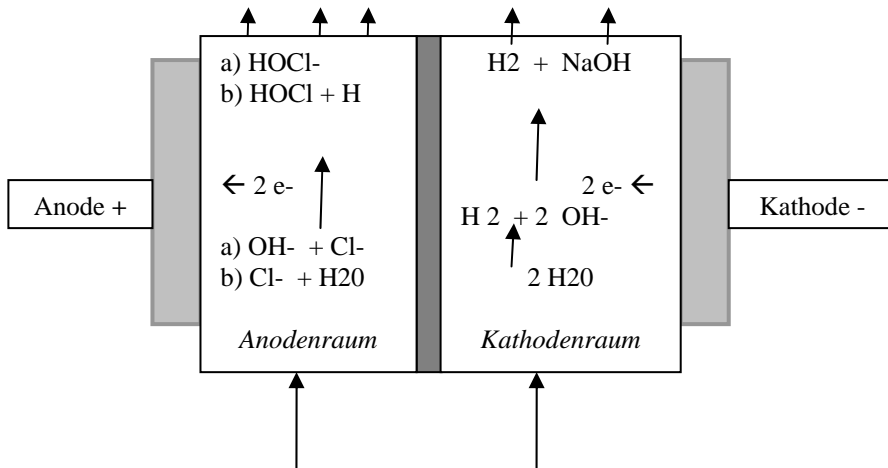 a) HOCl-
b) HOCl + H
H2 + NaOH
← 2 e-
2 e- ←
Anode +
Kathode -
H 2 + 2 OH-
a) OH- + Cl-
b) Cl- + H20
2 H20
Anodenraum
Kathodenraum